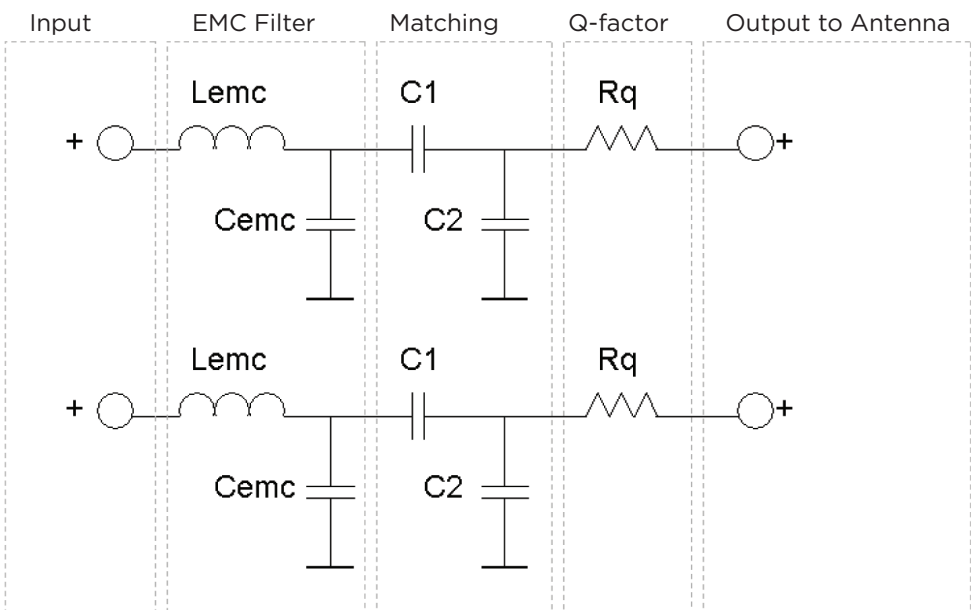 Input EMC Filter Matching Q-factor Output to Antenna
Lemc C1 Rq
+ +
Cemc C2
Lemc C1 Rq
+ +
Cemc C2